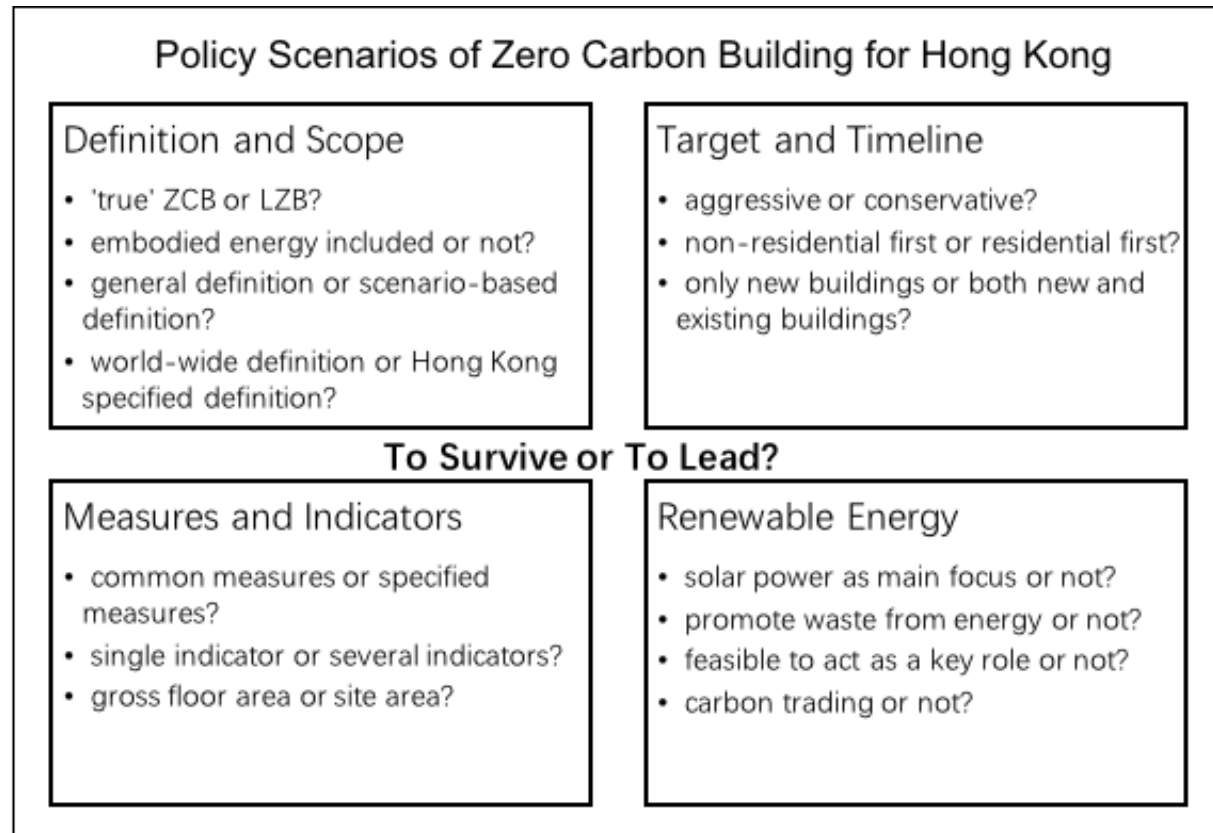 Policy Scenarios of Zero Carbon Building for Hong Kong
Definition and Scope
• 'true' ZCB or LZB?
• embodied energy included or not?
• general definition or scenario-based
definition?
• world-wide definition or Hong Kong
specified definition?
Target and Timeline
• aggressive or conservative?
• non-residential first or residential first?
• only new buildings or both new and
existing buildings?
To Survive or To Lead?
Measures and Indicators
• common measures or specified
measures?
• single indicator or several indicators?
• gross floor area or site area?
Renewable Energy
• solar power as main focus or not?
• promote waste from energy or not?
• feasible to act as a key role or not?
• carbon trading or not?